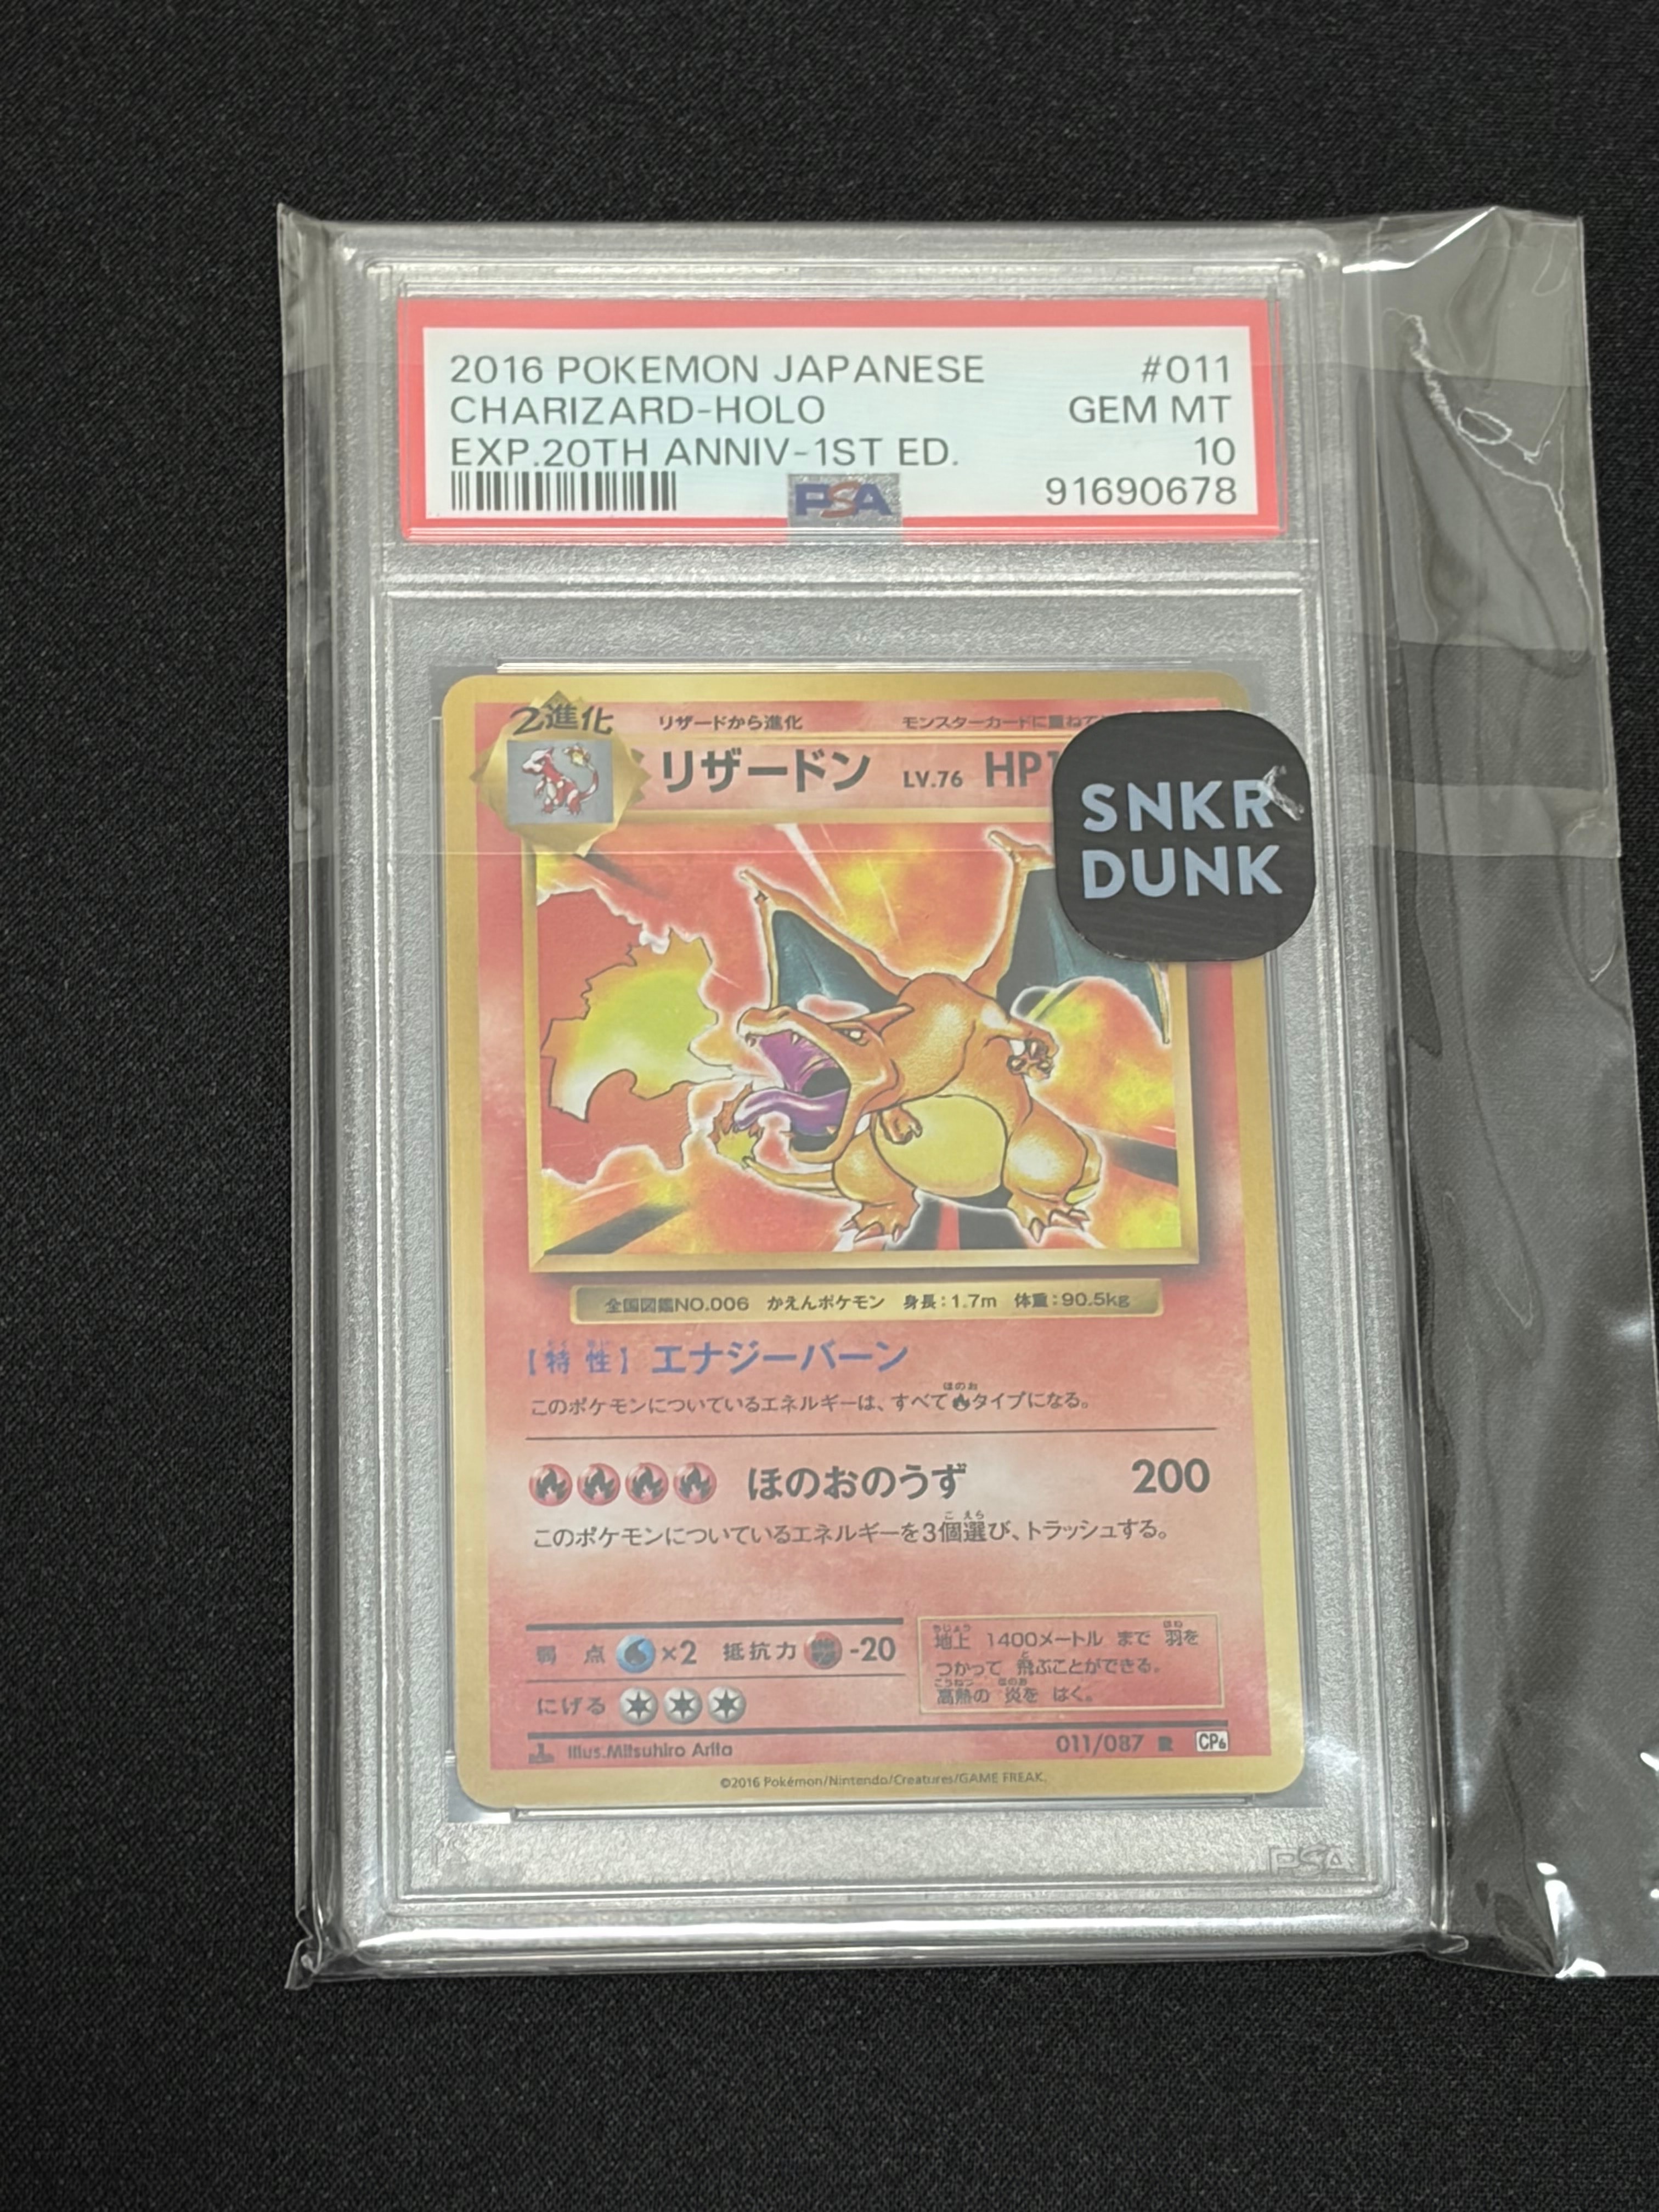 2016 POKEMON JAPANESE #011
CHARIZARD-HOLO GEM MT
EXP.20TH ANNIV-1ST ED. 10
PSA 91690678
2進化 リザードから進化 モンスターカードに重ねて
リザードン LV.76 HP
SNKR
DUNK
全国図鑑NO.006 かえんポケモン 身長:1.7m 体重:90.5kg
【特性】エナジーバーン
このポケモンについているエネルギーは、すべてタイプになる。
ほのおのうず 200
このポケモンについているエネルギーを3個選び、トラッシュする。
弱点 ×2 抵抗力 -20
にげる
地上 1400メートル まで 羽を
つかって 飛ぶことができる。
高熱の 炎を はく。
Illus.Mitsuhiro Arita 011/087 R CP6
©2016 Pokémon/Nintendo/Creatures/GAME FREAK.
PSA